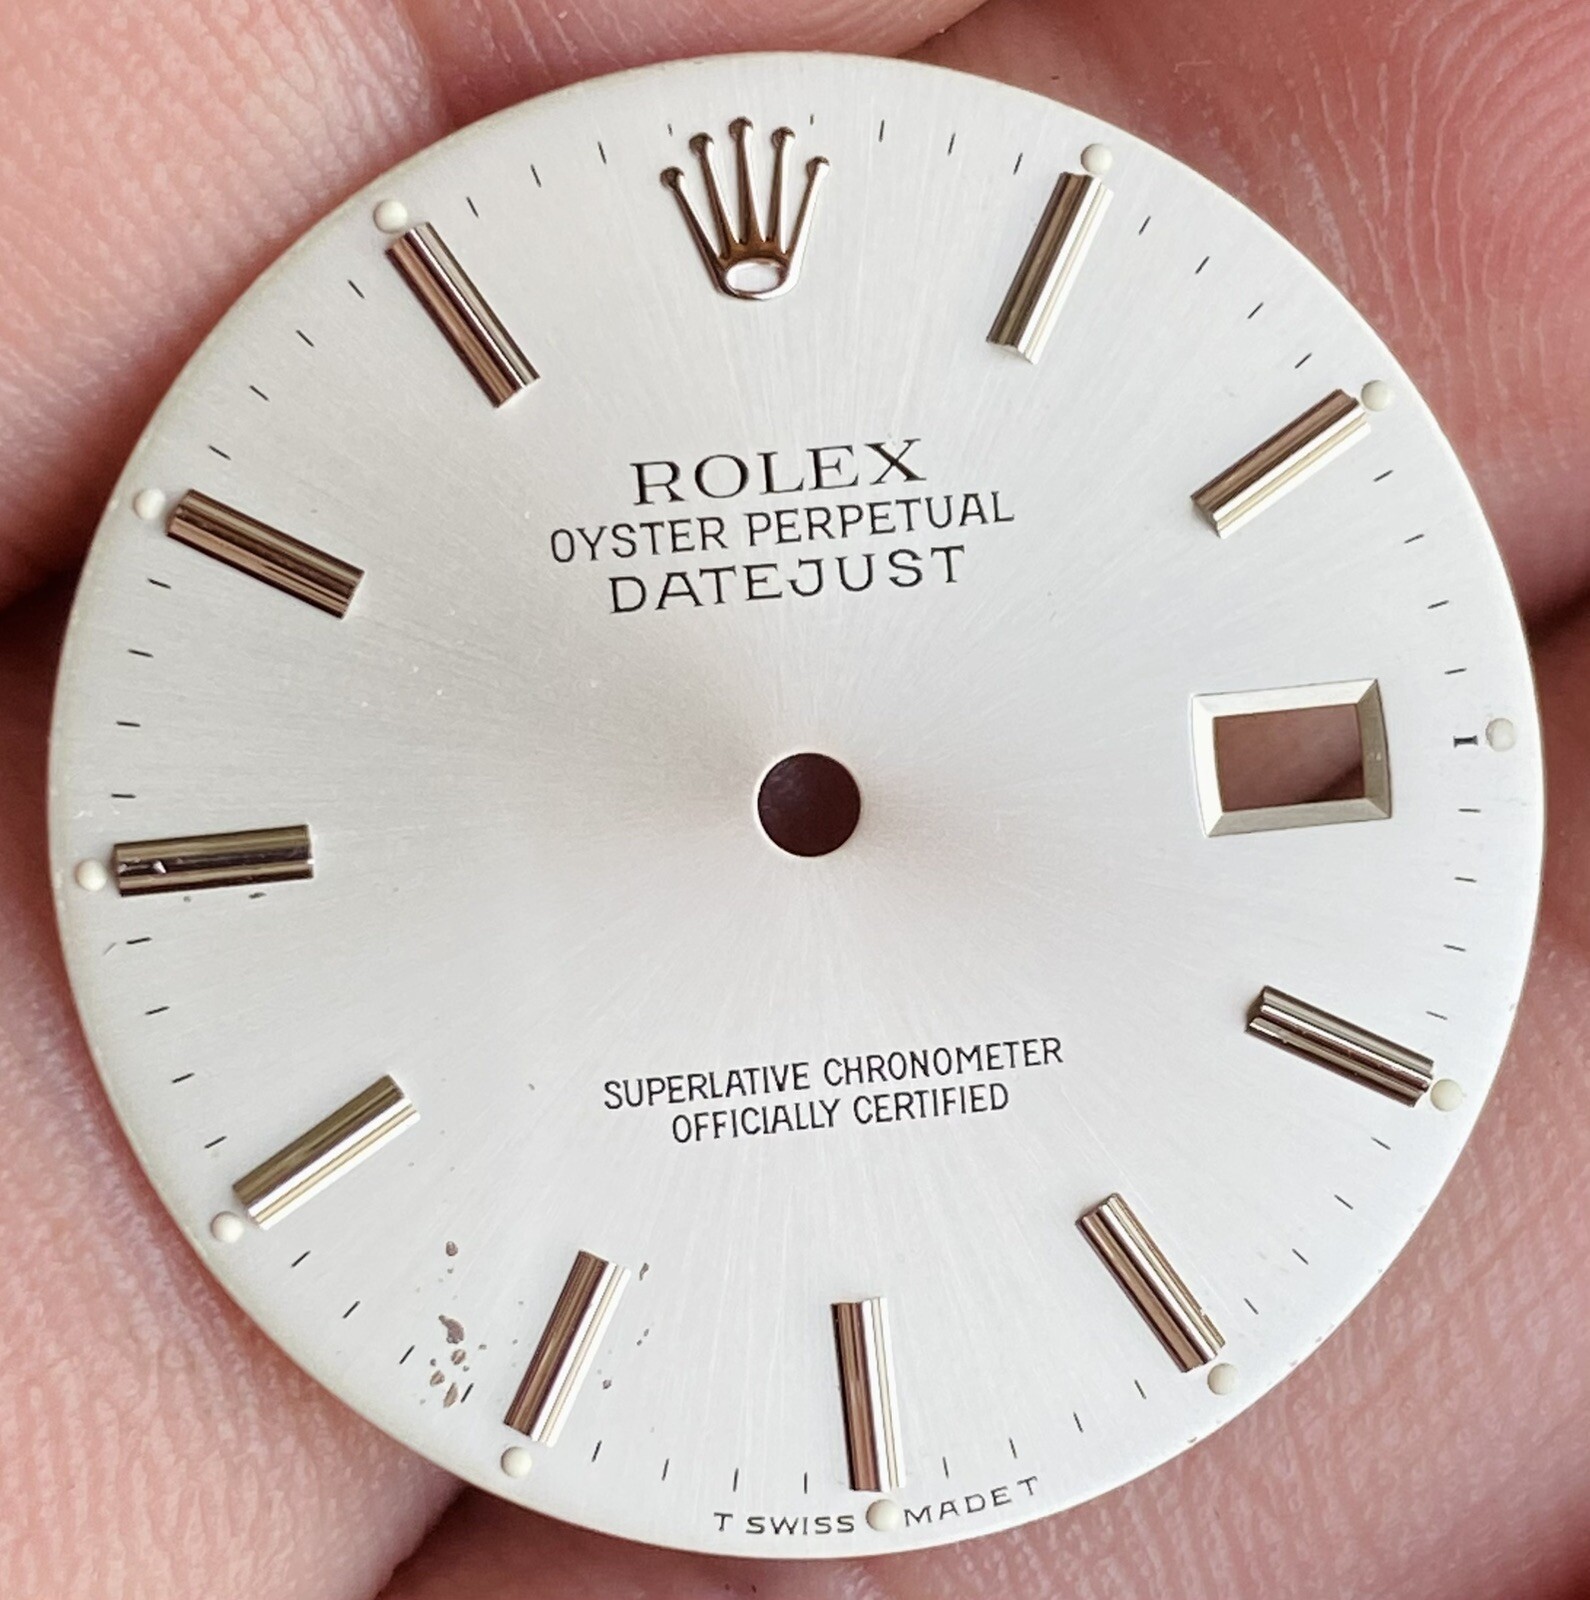 ROLEX
OYSTER PERPETUAL
DATEJUST
SUPERLATIVE CHRONOMETER
OFFICIALLY CERTIFIED
T SWISS MADE T